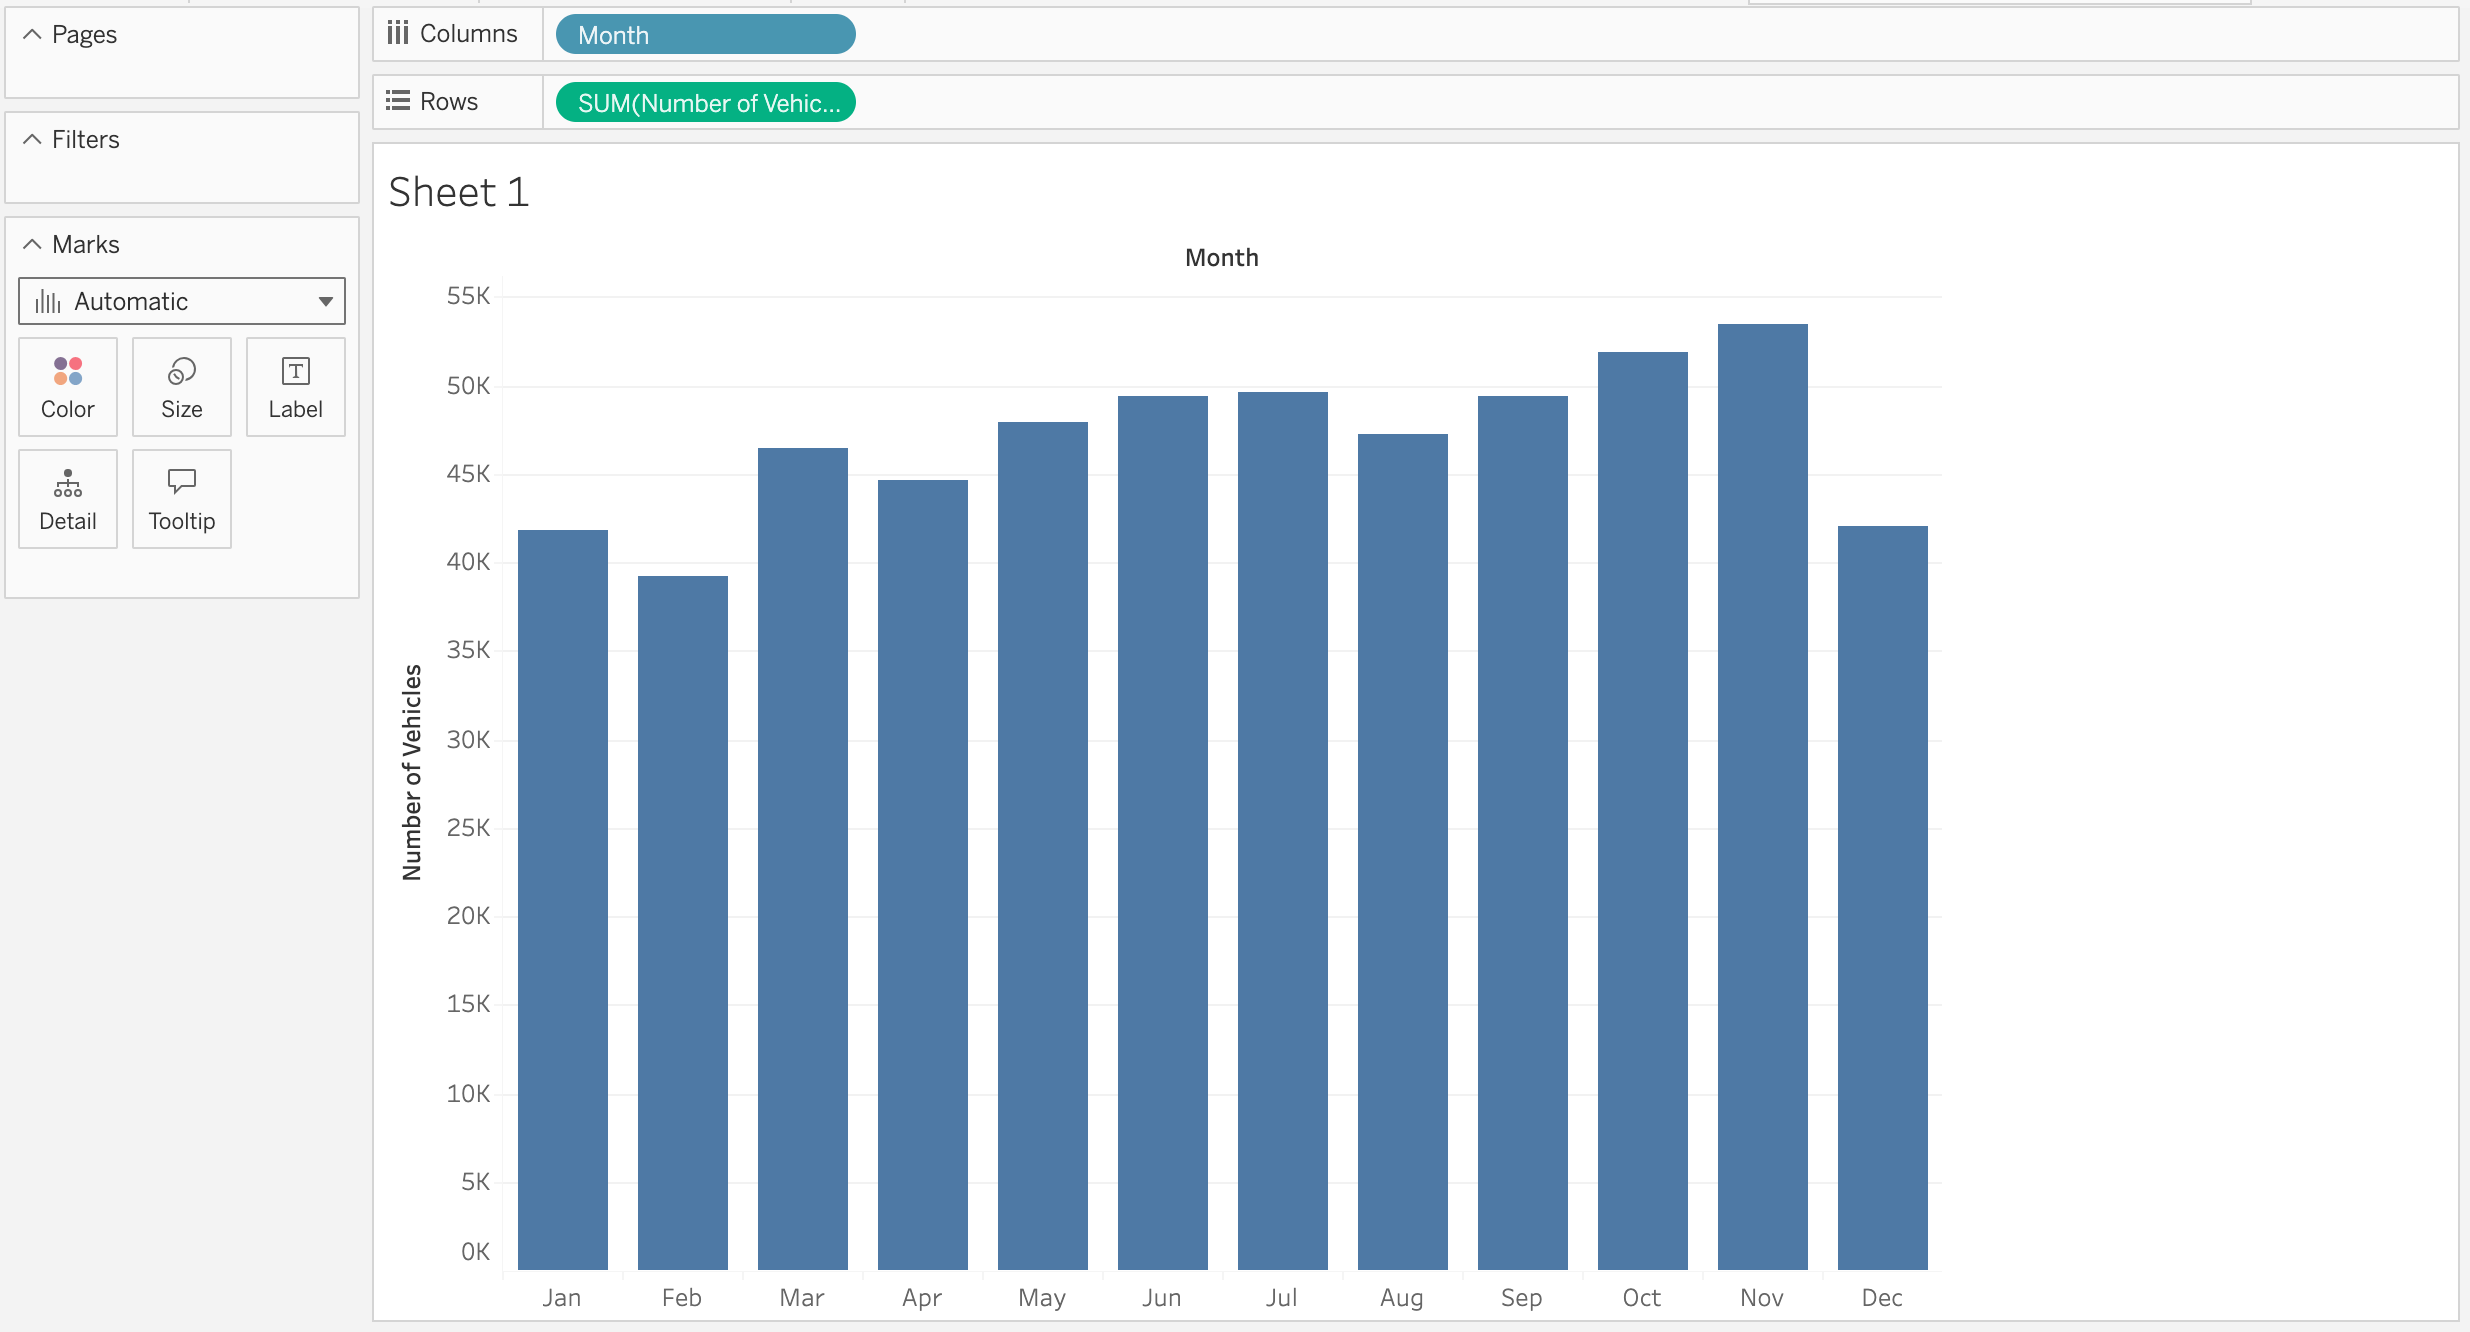 Pages
Columns
Month
Rows
SUM(Number of Vehic...
Filters
Marks
Automatic
Color
Size
T
Label
Detail
Tooltip
Sheet 1
Month
55K
50K
45K
40K
35K
30K
25K
20K
15K
10K
5K
0K
Number of Vehicles
Jan Feb Mar Apr May Jun Jul Aug Sep Oct Nov Dec